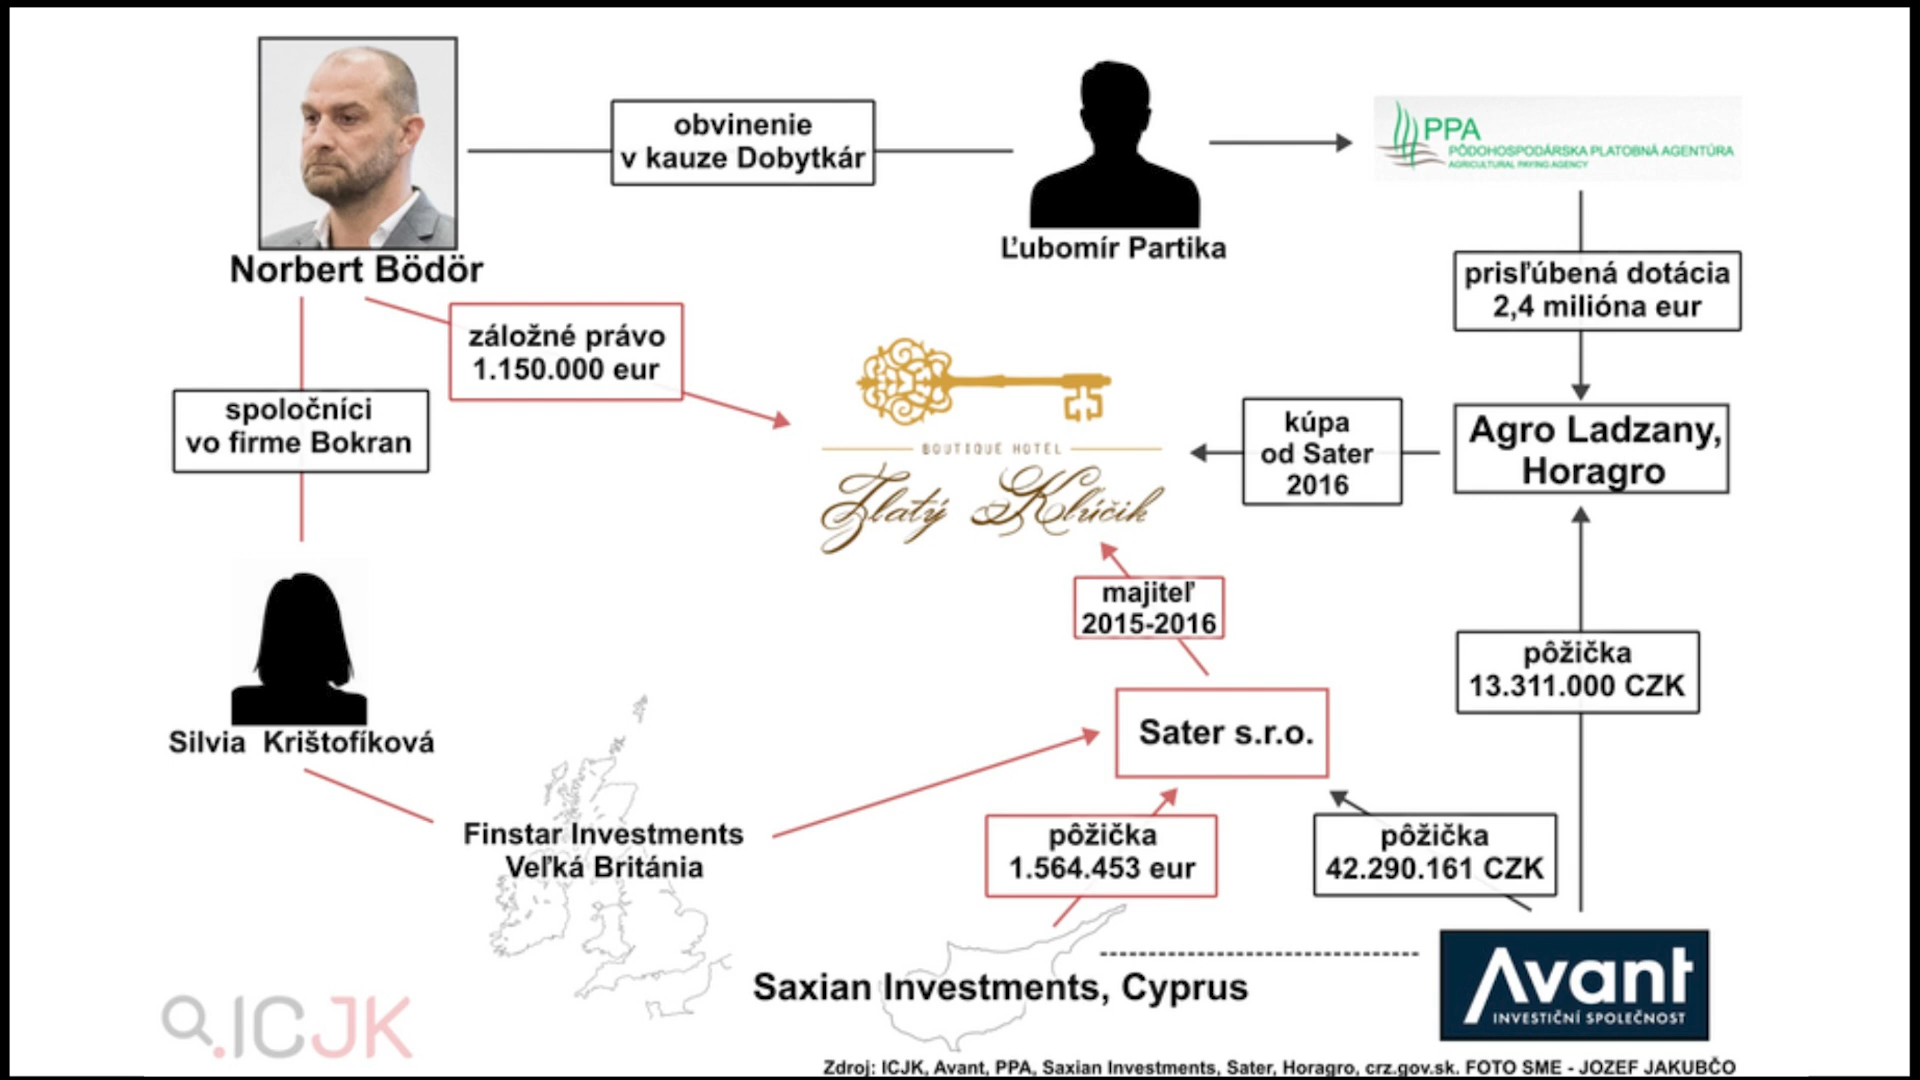 obvinenie
v kauze Dobytkár
PPA
PÔDOHOSPODÁRSKA PLATOBNÁ AGENTÚRA
AGRICULTURAL PAYING AGENCY
Norbert Bödör
Ľubomír Partika
prisľúbená dotácia
2,4 milióna eur
záložné právo
1.150.000 eur
spoločníci
vo firme Bokran
BOUTIQUE HOTEL
Zlatý Kľúčik
kúpa
od Sater
2016
Agro Ladzany,
Horagro
majiteľ
2015-2016
pôžička
13.311.000 CZK
Silvia Krištofíková
Sater s.r.o.
Finstar Investments
Veľká Británia
pôžička
1.564.453 eur
pôžička
42.290.161 CZK
Saxian Investments, Cyprus
Avant
INVESTIČNÍ SPOLEČNOST
.ICJK
Zdroj: ICJK, Avant, PPA, Saxian Investments, Sater, Horagro, crz.gov.sk. FOTO SME - JOZEF JAKUBČO